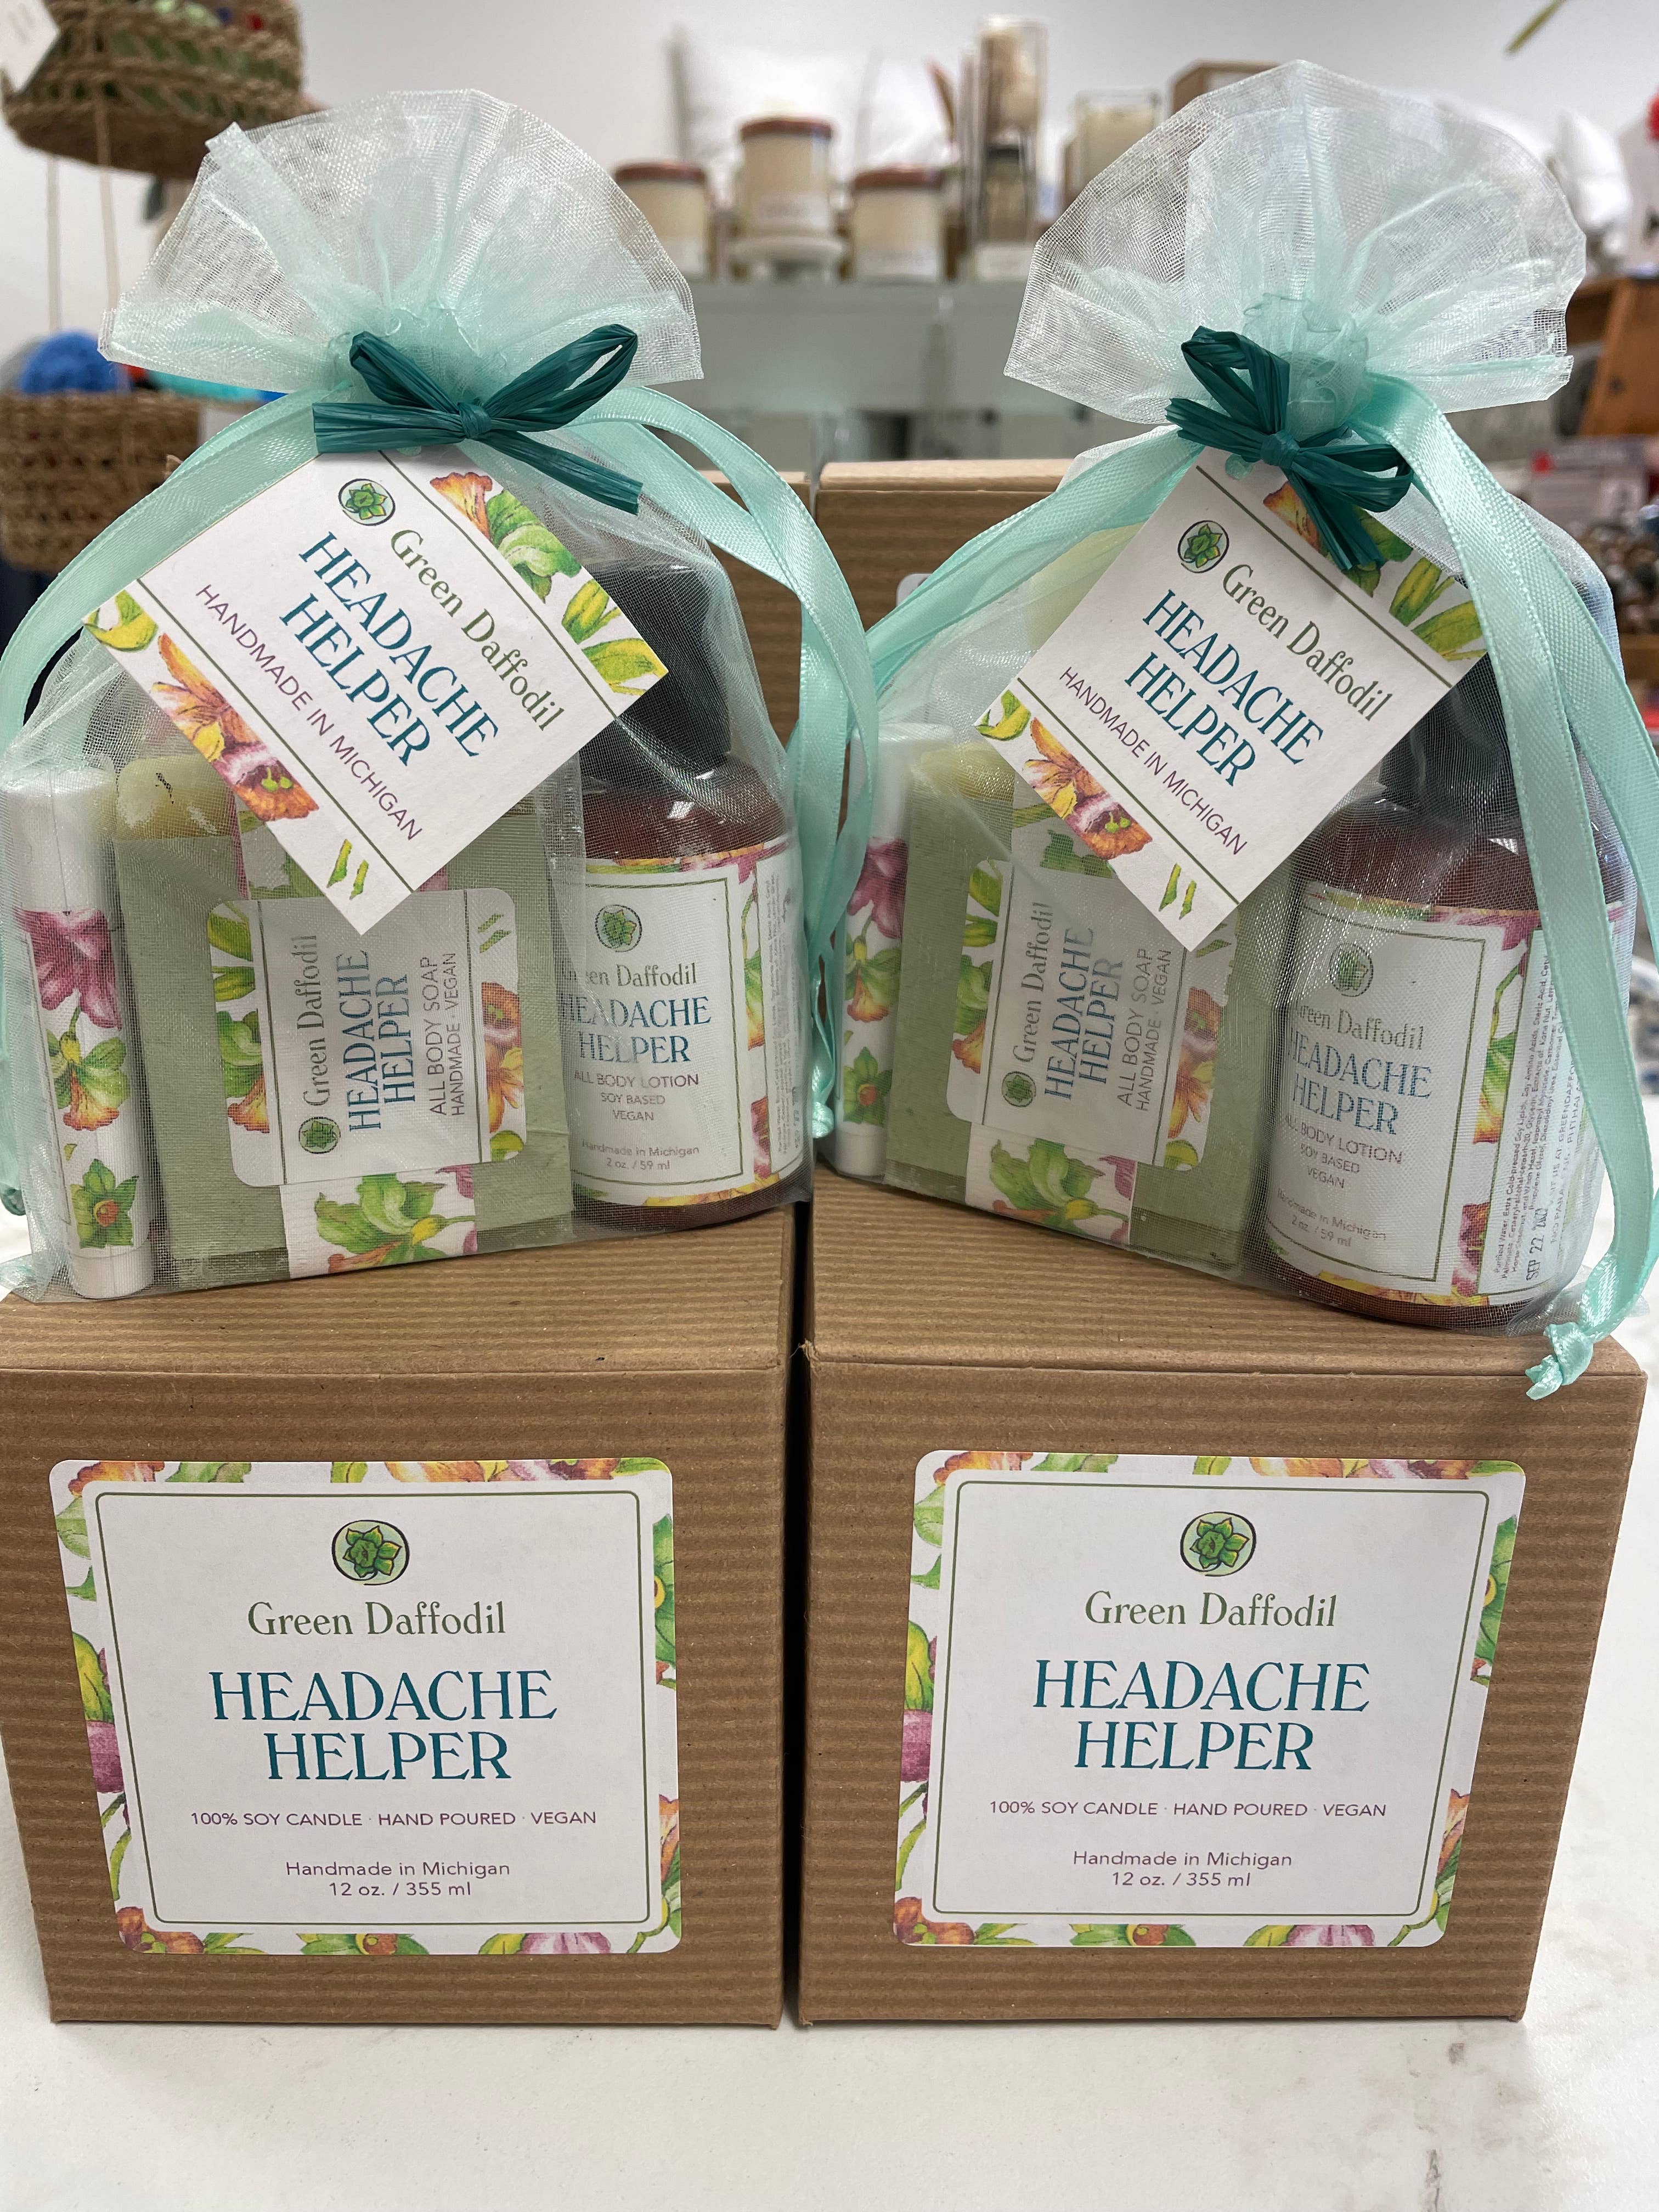 Green Daffodil
HEADACHE
HELPER
HANDMADE IN MICHIGAN
Green Daffodil
HEADACHE
HELPER
HANDMADE IN MICHIGAN
Green Daffodil
HEADACHE
HELPER
ALL BODY SOAP
HANDMADE · VEGAN
Green Daffodil
HEADACHE
HELPER
ALL BODY LOTION
SOY BASED
VEGAN
Handmade in Michigan
2 oz. / 59 ml
Green Daffodil
HEADACHE
HELPER
ALL BODY SOAP
HANDMADE · VEGAN
Green Daffodil
HEADACHE
HELPER
ALL BODY LOTION
SOY BASED
VEGAN
Handmade in Michigan
2 oz. / 59 ml
Green Daffodil
HEADACHE
HELPER
100% SOY CANDLE · HAND POURED · VEGAN
Handmade in Michigan
12 oz. / 355 ml
Green Daffodil
HEADACHE
HELPER
100% SOY CANDLE · HAND POURED · VEGAN
Handmade in Michigan
12 oz. / 355 ml